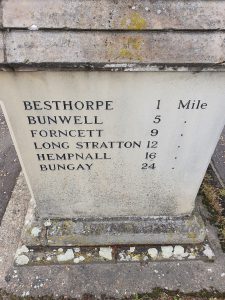 BESTHORPE 1 Mile
BUNWELL 5 .
FORNCETT 9 .
LONG STRATTON 12 .
HEMPNALL 16 .
BUNGAY 24 .